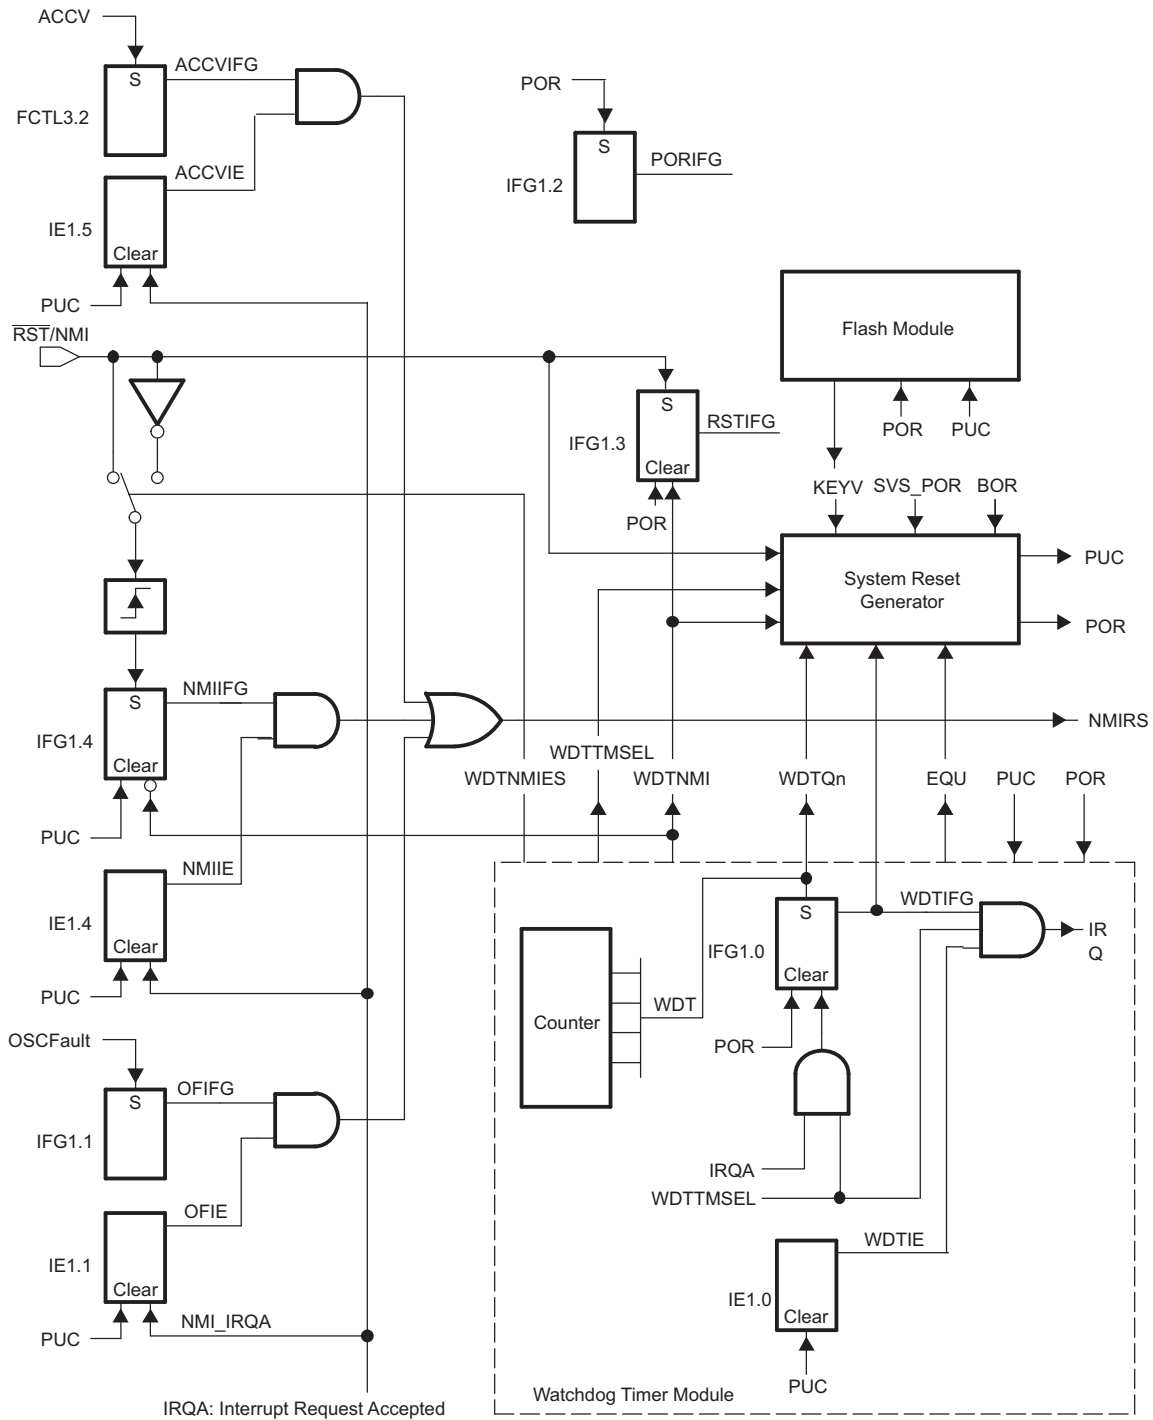 ACCV
S
ACCVIFG
FCTL3.2
ACCVIE
IE1.5
Clear
PUC
POR
S
PORIFG
IFG1.2
RST/NMI
Flash Module
S
RSTIFG
IFG1.3
Clear
POR
POR
PUC
KEYV
SVS_POR
BOR
System Reset
Generator
PUC
POR
S
NMIIFG
IFG1.4
Clear
PUC
NMIRS
WDTTMSEL
WDTNMIES
WDTNMI
WDTQn
EQU
PUC
POR
NMIIE
IE1.4
Clear
PUC
S
WDTIFG
IFG1.0
Clear
IR
Q
Counter
WDT
POR
OSCFault
S
OFIFG
IFG1.1
IRQA
WDTTMSEL
OFIE
IE1.1
Clear
PUC
NMI_IRQA
WDTIE
IE1.0
Clear
PUC
Watchdog Timer Module
IRQA: Interrupt Request Accepted